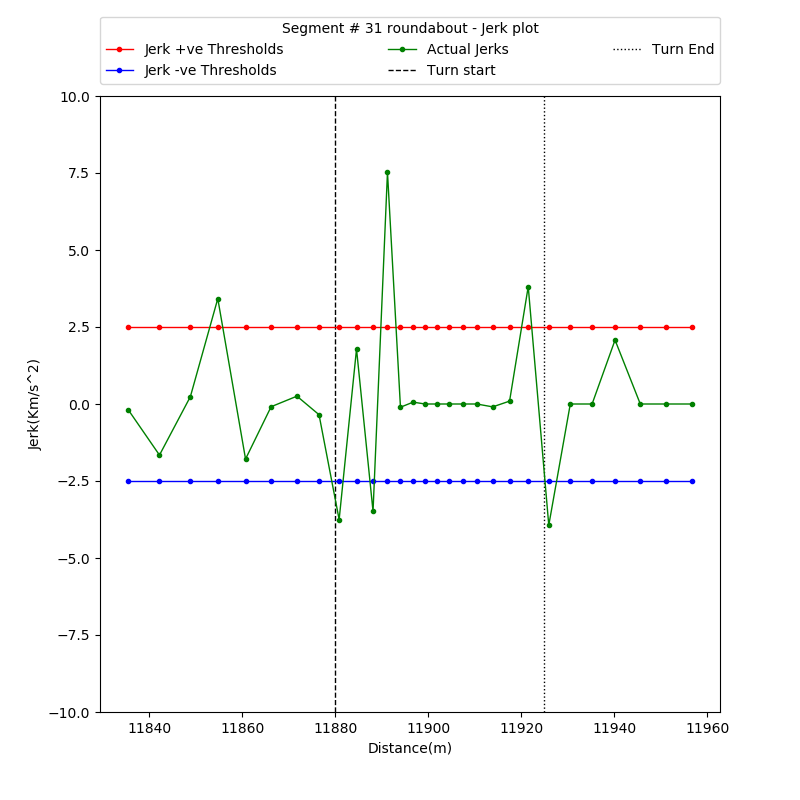 Segment # 31 roundabout - Jerk plot
Jerk +ve Thresholds
Actual Jerks
Turn End
Jerk -ve Thresholds
Turn start
10.0
7.5
5.0
2.5
0.0
−2.5
−5.0
−7.5
−10.0
Jerk(Km/s^2)
11840 11860 11880 11900 11920 11940 11960
Distance(m)